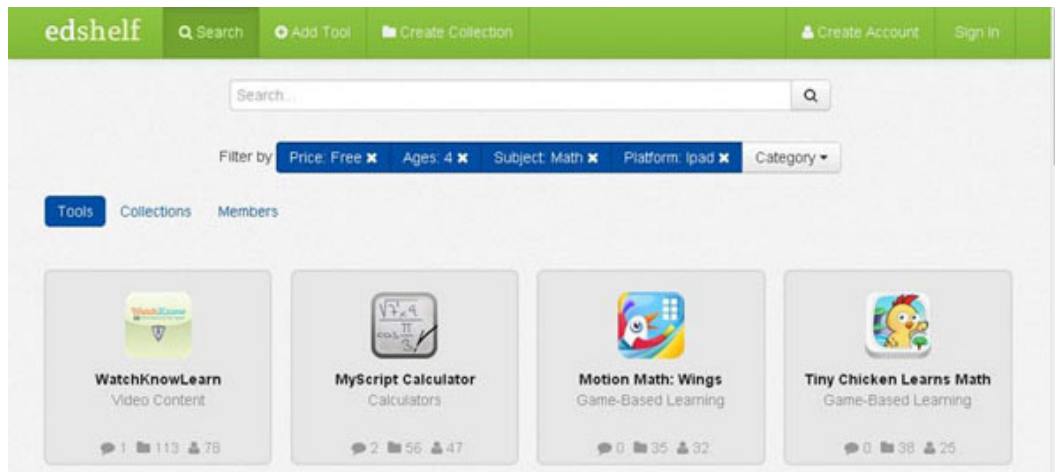 edshelf Search Add Tool Create Collection Create Account Sign In
Search...
Filter by Price: Free Ages: 4 Subject: Math Platform: Ipad Category
Tools Collections Members
WatchKnowLearn MyScript Calculator Motion Math: Wings Tiny Chicken Learns Math
Video Content Calculators Game-Based Learning Game-Based Learning
1 113 78 2 56 47 0 35 32 0 38 25